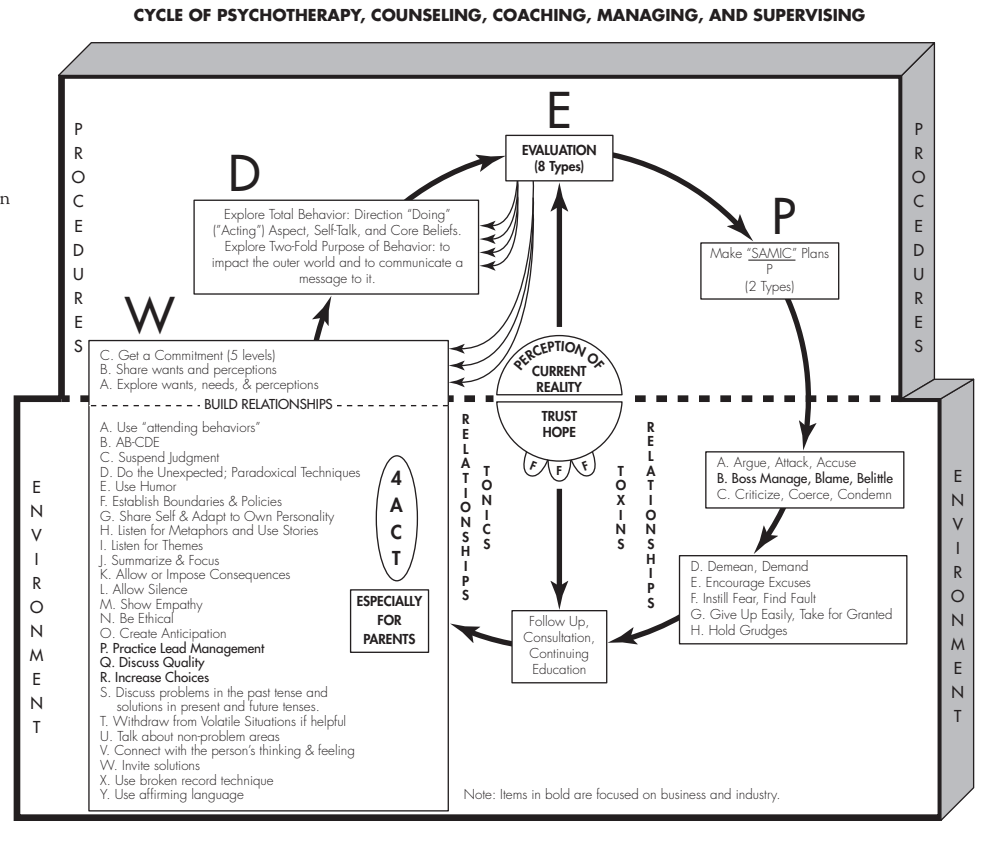 CYCLE OF PSYCHOTHERAPY, COUNSELING, COACHING, MANAGING, AND SUPERVISING
n
PROCEDURES
PROCEDURES
E
EVALUATION
(8 Types)
D
Explore Total Behavior: Direction “Doing”
(“Acting”) Aspect, Self-Talk, and Core Beliefs.
Explore Two-Fold Purpose of Behavior: to
impact the outer world and to communicate a
message to it.
P
Make “SAMIC” Plans
P
(2 Types)
W
C. Get a Commitment (5 levels)
B. Share wants and perceptions
A. Explore wants, needs, & perceptions
BUILD RELATIONSHIPS
A. Use “attending behaviors”
B. AB-CDE
C. Suspend Judgment
D. Do the Unexpected; Paradoxical Techniques
E. Use Humor
F. Establish Boundaries & Policies
G. Share Self & Adapt to Own Personality
H. Listen for Metaphors and Use Stories
I. Listen for Themes
J. Summarize & Focus
K. Allow or Impose Consequences
L. Allow Silence
M. Show Empathy
N. Be Ethical
O. Create Anticipation
P. Practice Lead Management
Q. Discuss Quality
R. Increase Choices
S. Discuss problems in the past tense and
solutions in present and future tenses.
T. Withdraw from Volatile Situations if helpful
U. Talk about non-problem areas
V. Connect with the person’s thinking & feeling
W. Invite solutions
X. Use broken record technique
Y. Use affirming language
4 ACT
ESPECIALLY
FOR
PARENTS
PERCEPTION OF
CURRENT
REALITY
TRUST
HOPE
F F F
RELATIONSHIPS
TONICS
TOXINS
RELATIONSHIPS
A. Argue, Attack, Accuse
B. Boss Manage, Blame, Belittle
C. Criticize, Coerce, Condemn
D. Demean, Demand
E. Encourage Excuses
F. Instill Fear, Find Fault
G. Give Up Easily, Take for Granted
H. Hold Grudges
Follow Up,
Consultation,
Continuing
Education
ENVIRONMENT
ENVIRONMENT
Note: Items in bold are focused on business and industry.